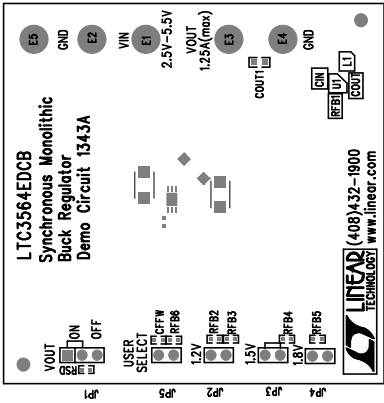 E5
GND
E2
VIN
E1
2.5V-5.5V
VOUT
1.25A(max)
E3
E4
GND
COUT1
CIN
RFB1
U1
L1
COUT
LTC3564EDCB
Synchronous Monolithic
Buck Regulator
Demo Circuit 1343A
VOUT
ON
OFF
RSD
JP1
USER
SELECT
CFFW
RFB6
JP5
1.2V
RFB2
RFB3
JP2
1.5V
RFB4
JP3
1.8V
RFB5
JP4
LINEAR
TECHNOLOGY
(408)432-1900
www.linear.com